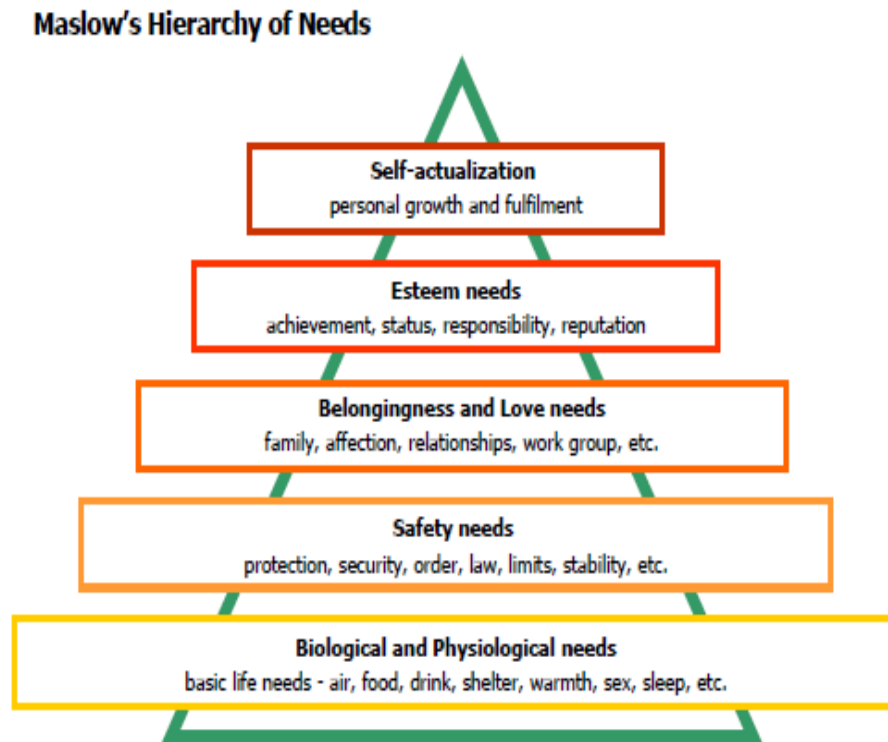 Maslow's Hierarchy of Needs
Self-actualization
personal growth and fulfilment
Esteem needs
achievement, status, responsibility, reputation
Belongingness and Love needs
family, affection, relationships, work group, etc.
Safety needs
protection, security, order, law, limits, stability, etc.
Biological and Physiological needs
basic life needs - air, food, drink, shelter, warmth, sex, sleep, etc.